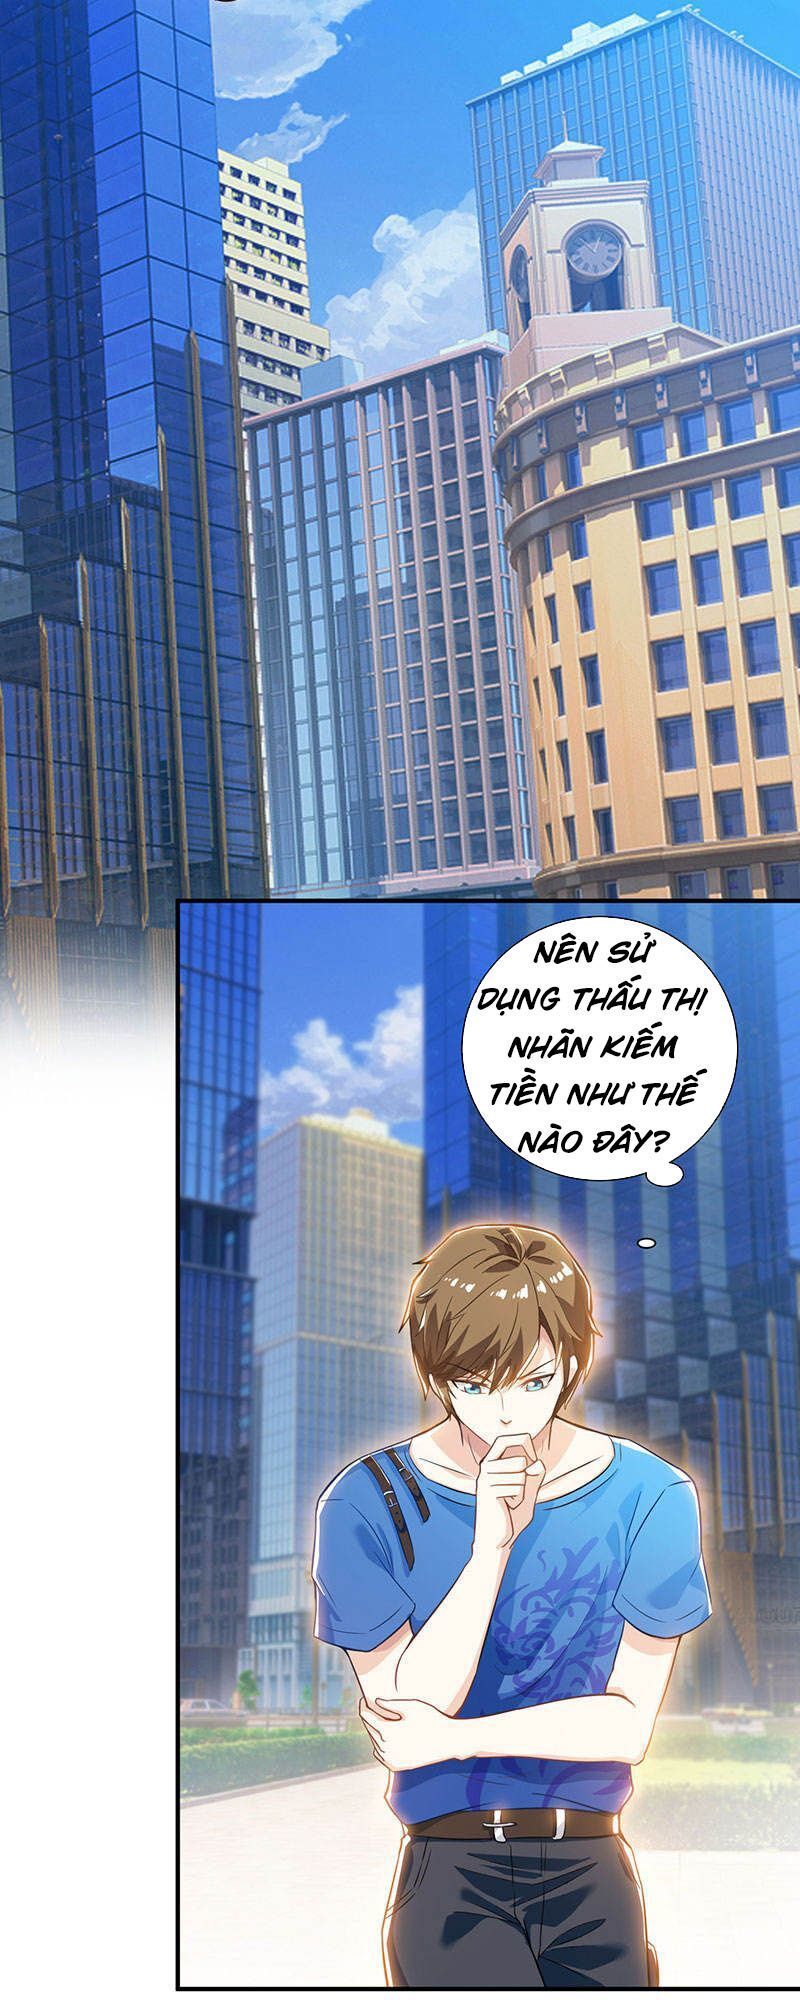 NÊN SỬ
DỤNG THẤU THỊ
NHÃN KIẾM
TIỀN NHƯ THẾ
NÀO ĐÂY?